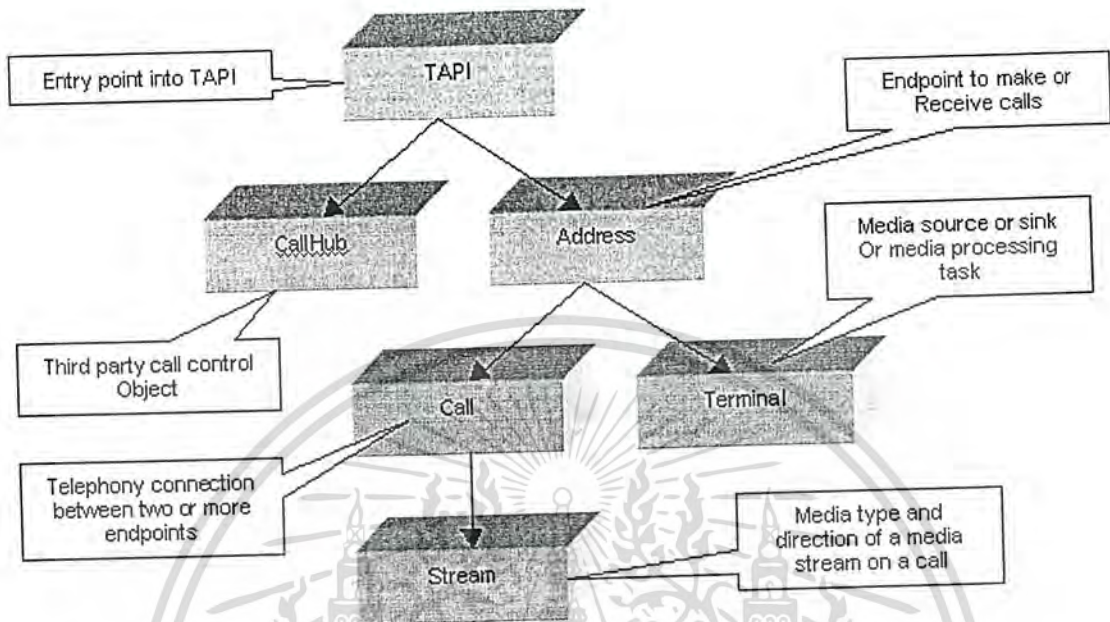 TAPI
Entry point into TAPI
Endpoint to make or
Receive calls
CallHub
Address
Media source or sink
Or media processing
task
Third party call control
Object
Call
Terminal
Telephony connection
between two or more
endpoints
Stream
Media type and
direction of a media
stream on a call